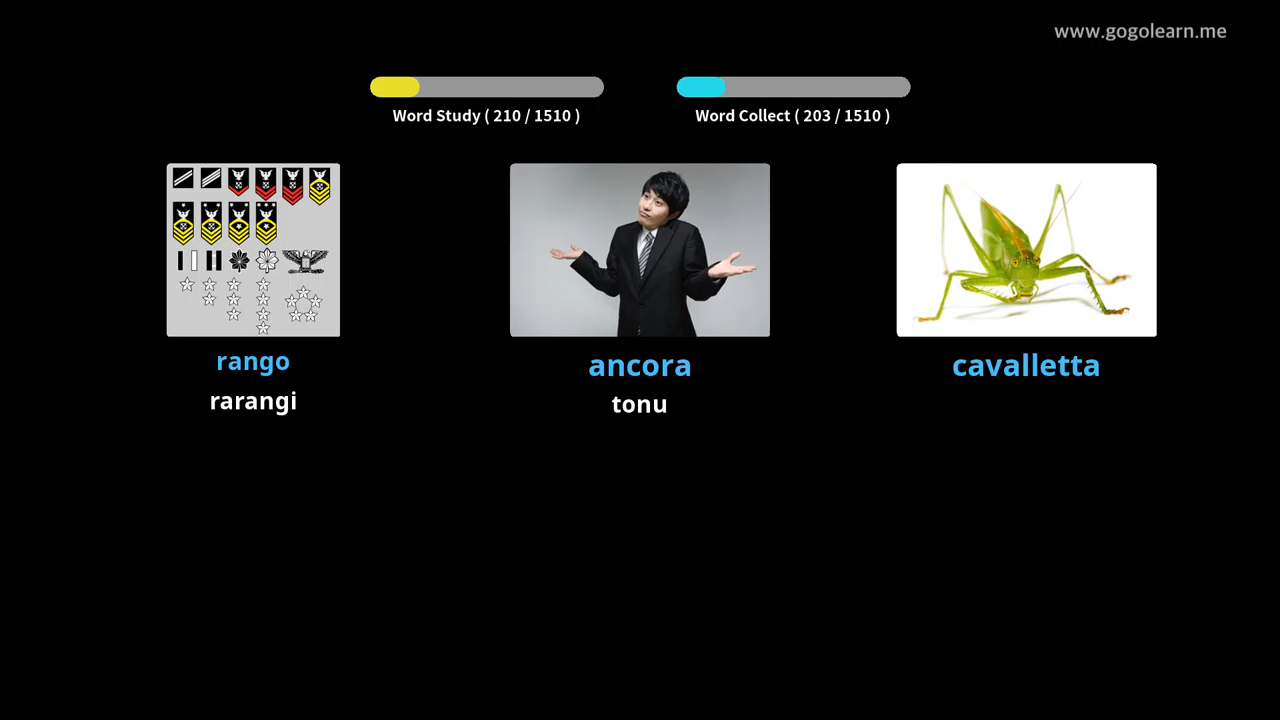 www.gogolearn.me
Word Study ( 210 / 1510 )
Word Collect ( 203 / 1510 )
rango
rarangi
ancora
tonu
cavalletta